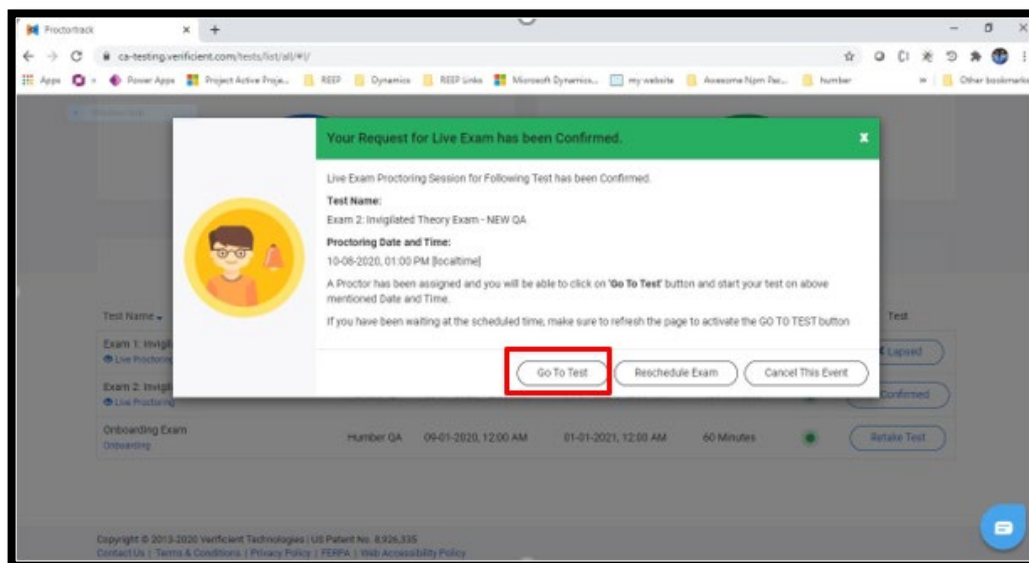 Proctortrack
ca-testing.verificient.com/tests/list/all/#!/
Apps Power Apps Project Active Proje... REEP Dynamics REEP Links Microsoft Dynamics... my website Awesome Npm Pac... humber Other bookmarks
Your Request for Live Exam has been Confirmed. x
Live Exam Proctoring Session for Following Test has been Confirmed.
Test Name:
Exam 2: Invigilated Theory Exam - NEW QA
Proctoring Date and Time:
10-08-2020, 01:00 PM [localtime]
A Proctor has been assigned and you will be able to click on 'Go To Test' button and start your test on above
mentioned Date and Time.
If you have been waiting at the scheduled time, make sure to refresh the page to activate the GO TO TEST button
Go To Test Reschedule Exam Cancel This Event
Test Name Test
Exam 1: Invigil Lapsed
Live Proctoring
Exam 2: Invigil Confirmed
Live Proctoring
Onboarding Exam Humber QA 09-01-2020, 12:00 AM 01-01-2021, 12:00 AM 60 Minutes Retake Test
Onboarding
Copyright © 2013-2020 Verificient Technologies | US Patent No. 8,926,335
Contact Us | Terms & Conditions | Privacy Policy | FERPA | Web Accessibility Policy